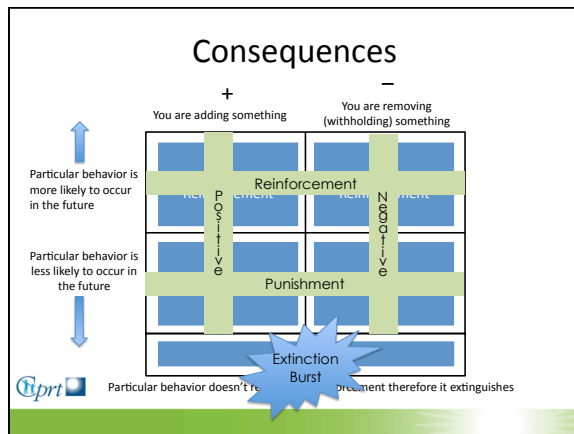 Consequences
+
You are adding something
–
You are removing
(withholding) something
Particular behavior is
more likely to occur
in the future
Reinforcement
Positive
Negative
Particular behavior is
less likely to occur in
the future
Punishment
Extinction
Burst
Particular behavior doesn't
therefore it extinguishes
prt